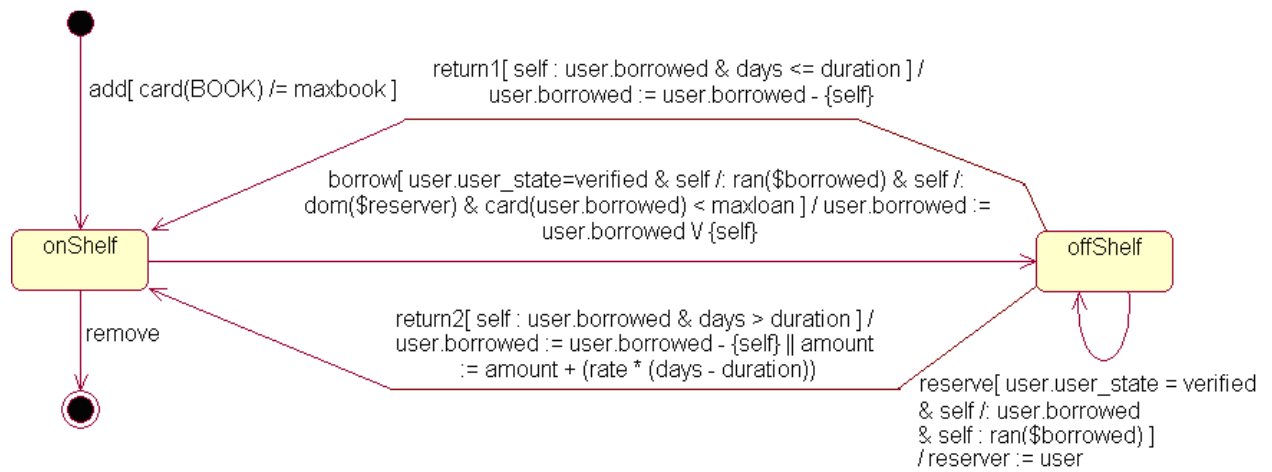 add[ card(BOOK) /= maxbook ]
return1[ self : user.borrowed & days <= duration ] /
user.borrowed := user.borrowed - {self}
borrow[ user.user_state=verified & self /: ran($borrowed) & self /:
dom($reserver) & card(user.borrowed) < maxloan ] / user.borrowed :=
user.borrowed \/ {self}
onShelf
offShelf
remove
return2[ self : user.borrowed & days > duration ] /
user.borrowed := user.borrowed - {self} || amount
:= amount + (rate * (days - duration))
reserve[ user.user_state = verified
& self /: user.borrowed
& self : ran($borrowed) ]
/ reserver := user